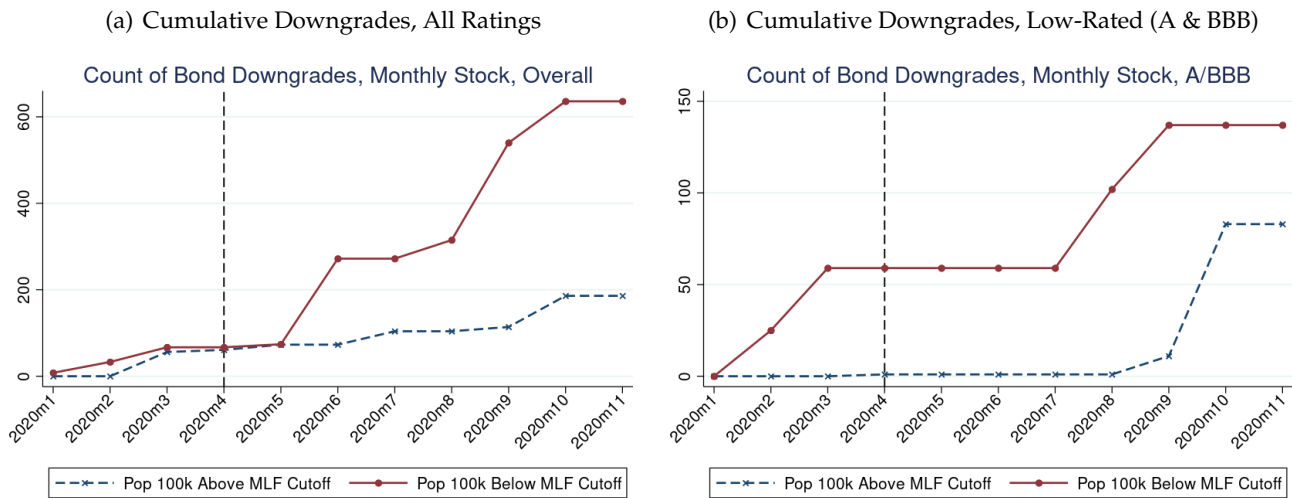 (a) Cumulative Downgrades, All Ratings
Count of Bond Downgrades, Monthly Stock, Overall
600
400
200
0
2020m1
2020m2
2020m3
2020m4
2020m5
2020m6
2020m7
2020m8
2020m9
2020m10
2020m11
Pop 100k Above MLF Cutoff
Pop 100k Below MLF Cutoff
(b) Cumulative Downgrades, Low-Rated (A & BBB)
Count of Bond Downgrades, Monthly Stock, A/BBB
150
100
50
0
2020m1
2020m2
2020m3
2020m4
2020m5
2020m6
2020m7
2020m8
2020m9
2020m10
2020m11
Pop 100k Above MLF Cutoff
Pop 100k Below MLF Cutoff